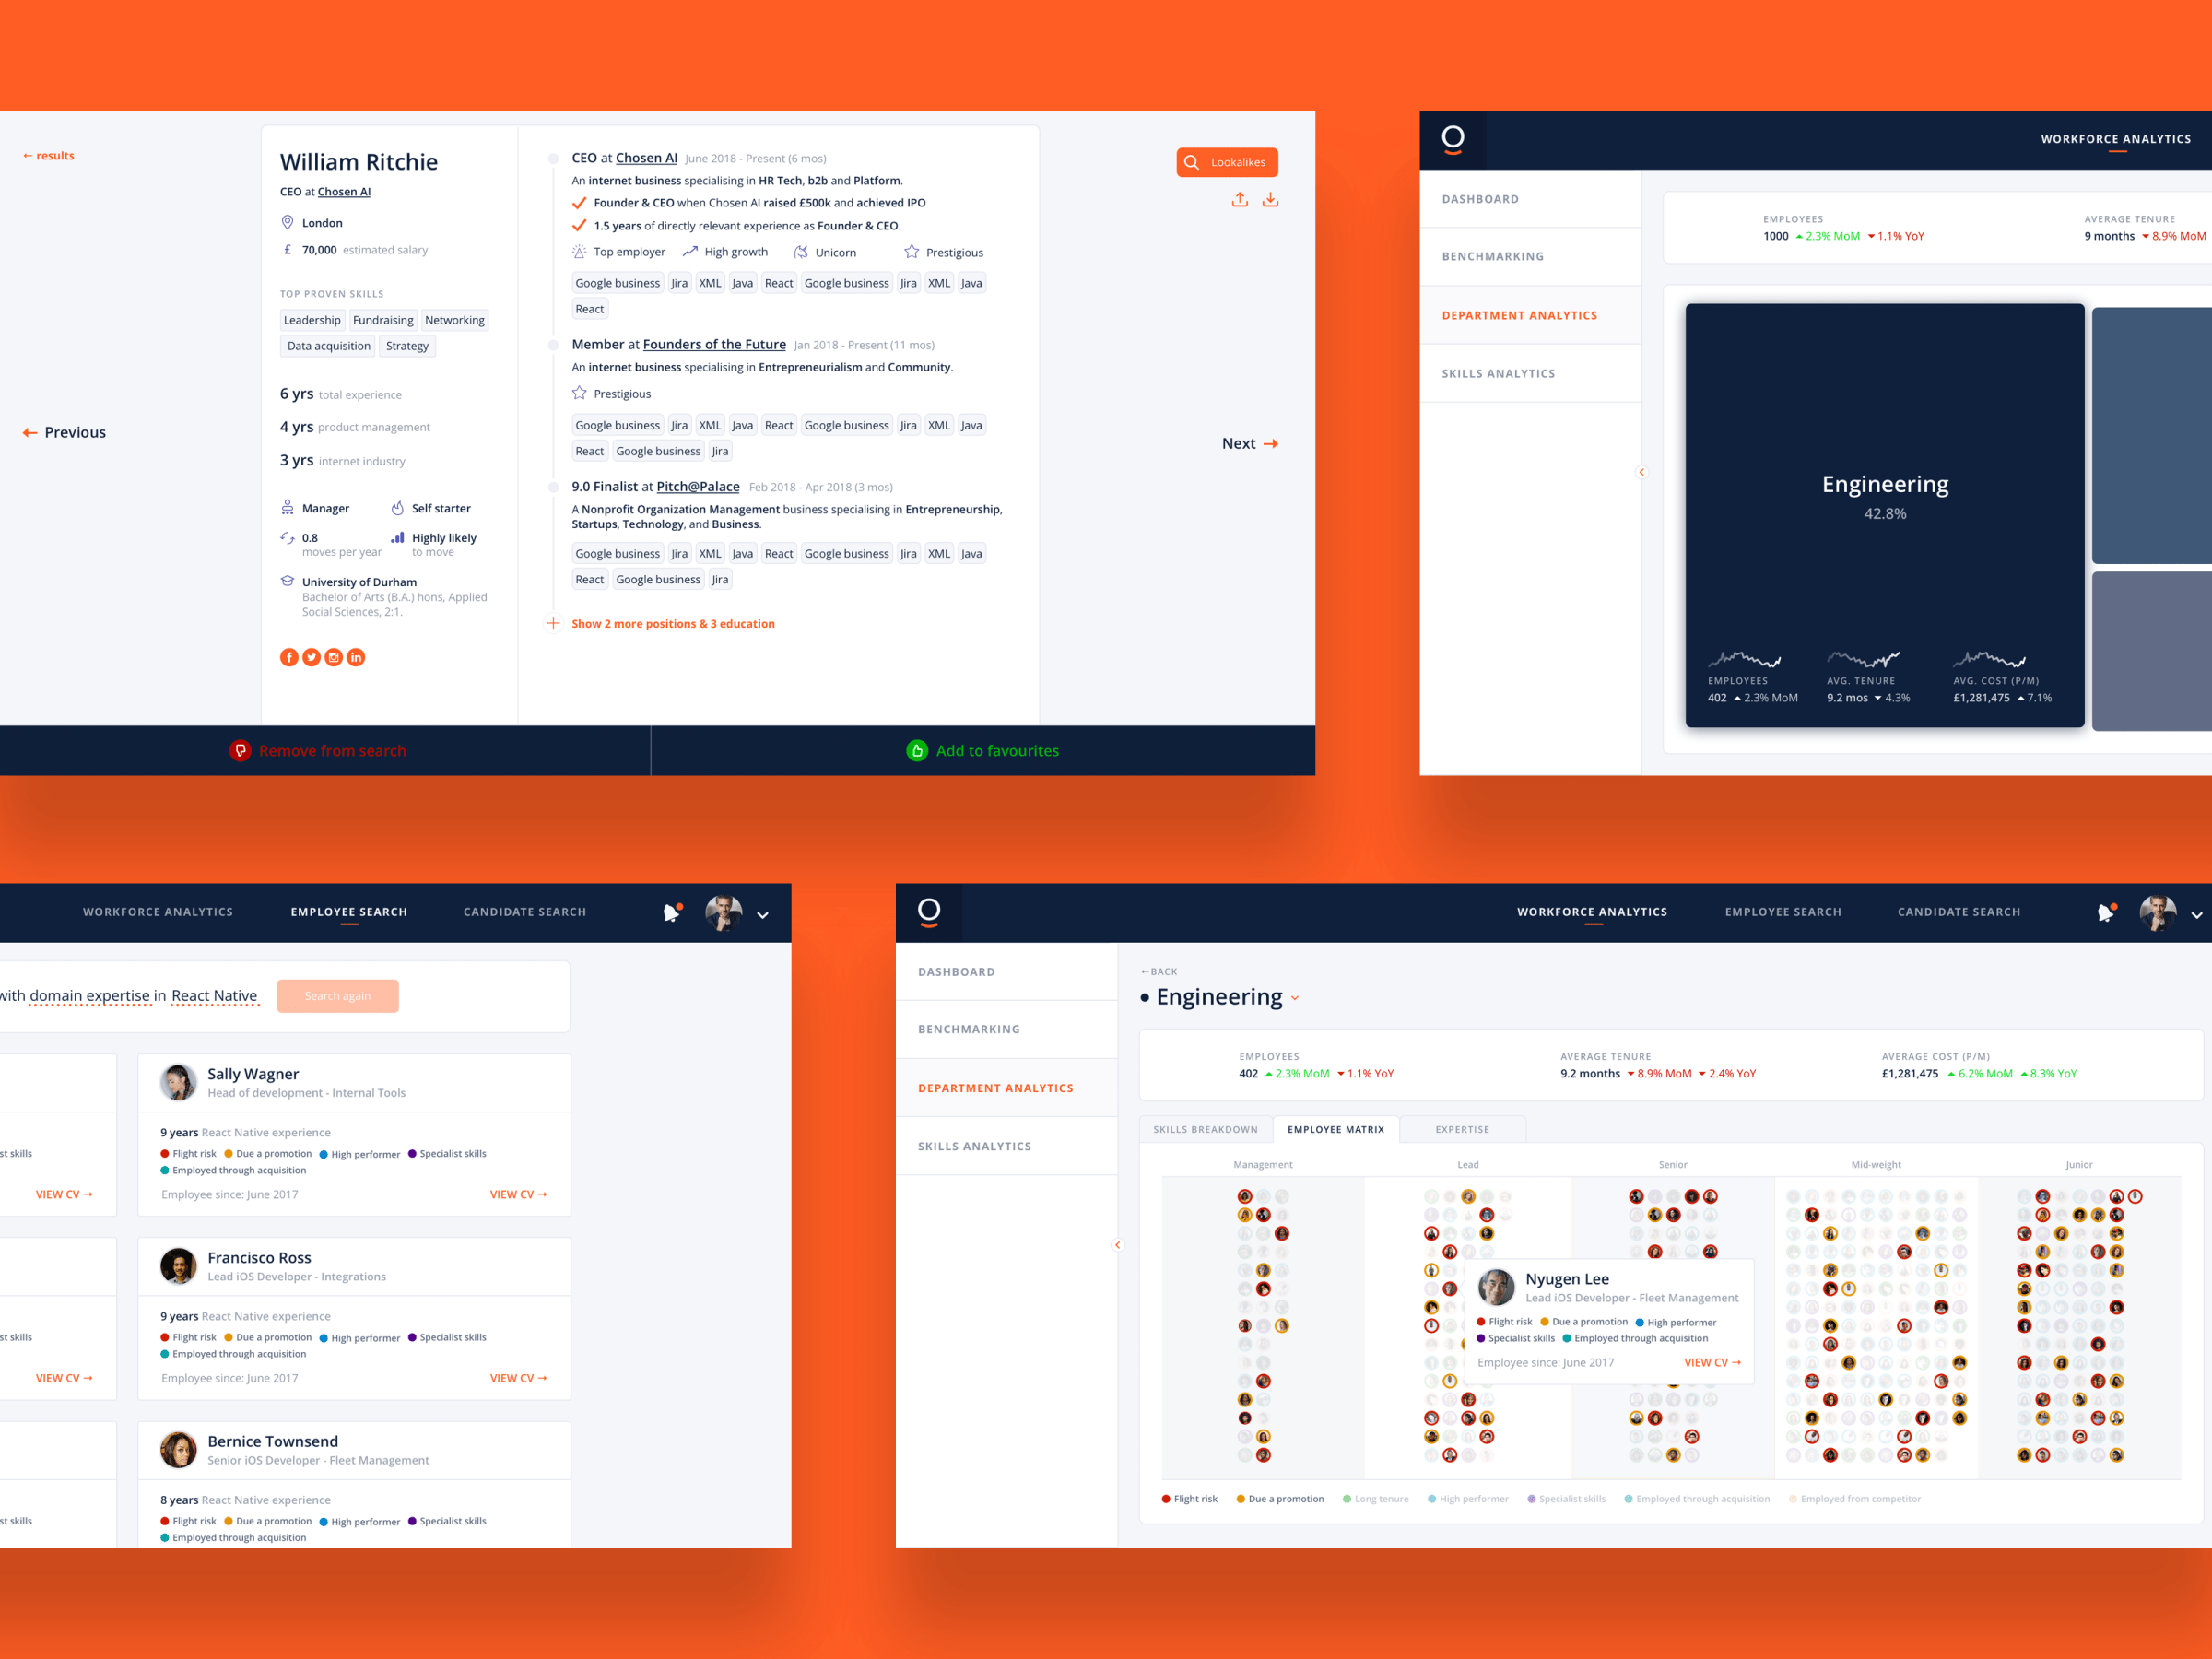 ← results
William Ritchie
CEO at Chosen AI
London
£ 70,000 estimated salary
TOP PROVEN SKILLS
Leadership Fundraising Networking
Data acquisition Strategy
6 yrs total experience
4 yrs product management
3 yrs internet industry
Manager Self starter
0.8 Highly likely
moves per year to move
University of Durham
Bachelor of Arts (B.A.) hons, Applied
Social Sciences, 2:1.
← Previous
CEO at Chosen AI June 2018 - Present (6 mos)
An internet business specialising in HR Tech, b2b and Platform.
Founder & CEO when Chosen AI raised £500k and achieved IPO
1.5 years of directly relevant experience as Founder & CEO.
Top employer High growth Unicorn Prestigious
Google business Jira XML Java React Google business Jira XML Java
React
Member at Founders of the Future Jan 2018 - Present (11 mos)
An internet business specialising in Entrepreneurialism and Community.
Prestigious
Google business Jira XML Java React Google business Jira XML Java
React Google business Jira
9.0 Finalist at Pitch@Palace Feb 2018 - Apr 2018 (3 mos)
A Nonprofit Organization Management business specialising in Entrepreneurship,
Startups, Technology, and Business.
Google business Jira XML Java React Google business Jira XML Java
React Google business Jira
Show 2 more positions & 3 education
Lookalikes
Next →
Remove from search
Add to favourites
WORKFORCE ANALYTICS
DASHBOARD
BENCHMARKING
DEPARTMENT ANALYTICS
SKILLS ANALYTICS
EMPLOYEES
1000 2.3% MoM 1.1% YoY
AVERAGE TENURE
9 months 8.9% MoM
Engineering
42.8%
EMPLOYEES
402 2.3% MoM
AVG. TENURE
9.2 mos 4.3%
AVG. COST (P/M)
£1,281,475 7.1%
WORKFORCE ANALYTICS EMPLOYEE SEARCH CANDIDATE SEARCH
with domain expertise in React Native
Search again
st skills
VIEW CV →
st skills
VIEW CV →
st skills
Sally Wagner
Head of development - Internal Tools
9 years React Native experience
Flight risk Due a promotion High performer Specialist skills
Employed through acquisition
Employee since: June 2017 VIEW CV →
Francisco Ross
Lead iOS Developer - Integrations
9 years React Native experience
Flight risk Due a promotion High performer Specialist skills
Employed through acquisition
Employee since: June 2017 VIEW CV →
Bernice Townsend
Senior iOS Developer - Fleet Management
8 years React Native experience
Flight risk Due a promotion High performer Specialist skills
Employed through acquisition
WORKFORCE ANALYTICS EMPLOYEE SEARCH CANDIDATE SEARCH
DASHBOARD
BENCHMARKING
DEPARTMENT ANALYTICS
SKILLS ANALYTICS
←BACK
• Engineering
EMPLOYEES
402 2.3% MoM 1.1% YoY
AVERAGE TENURE
9.2 months 8.9% MoM 2.4% YoY
AVERAGE COST (P/M)
£1,281,475 6.2% MoM 8.3% YoY
SKILLS BREAKDOWN EMPLOYEE MATRIX EXPERTISE
Management Lead Senior Mid-weight Junior
Nyugen Lee
Lead iOS Developer - Fleet Management
Flight risk Due a promotion High performer
Specialist skills Employed through acquisition
Employee since: June 2017 VIEW CV →
Flight risk Due a promotion Long tenure High performer Specialist skills Employed through acquisition Employed from competitor